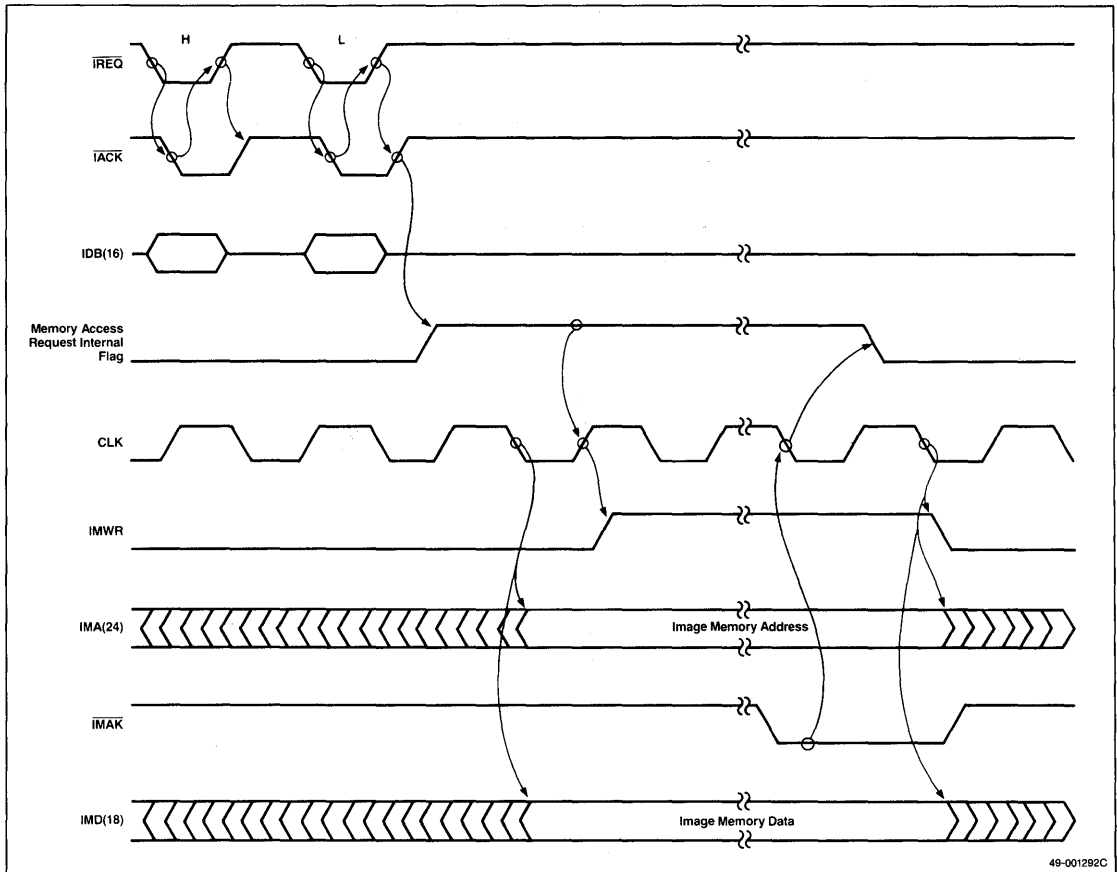 H L
IREQ
IACK
IDB(16)
Memory Access
Request Internal
Flag
CLK
IMWR
IMA(24) Image Memory Address
IMAK
IMD(18) Image Memory Data
49-001292C